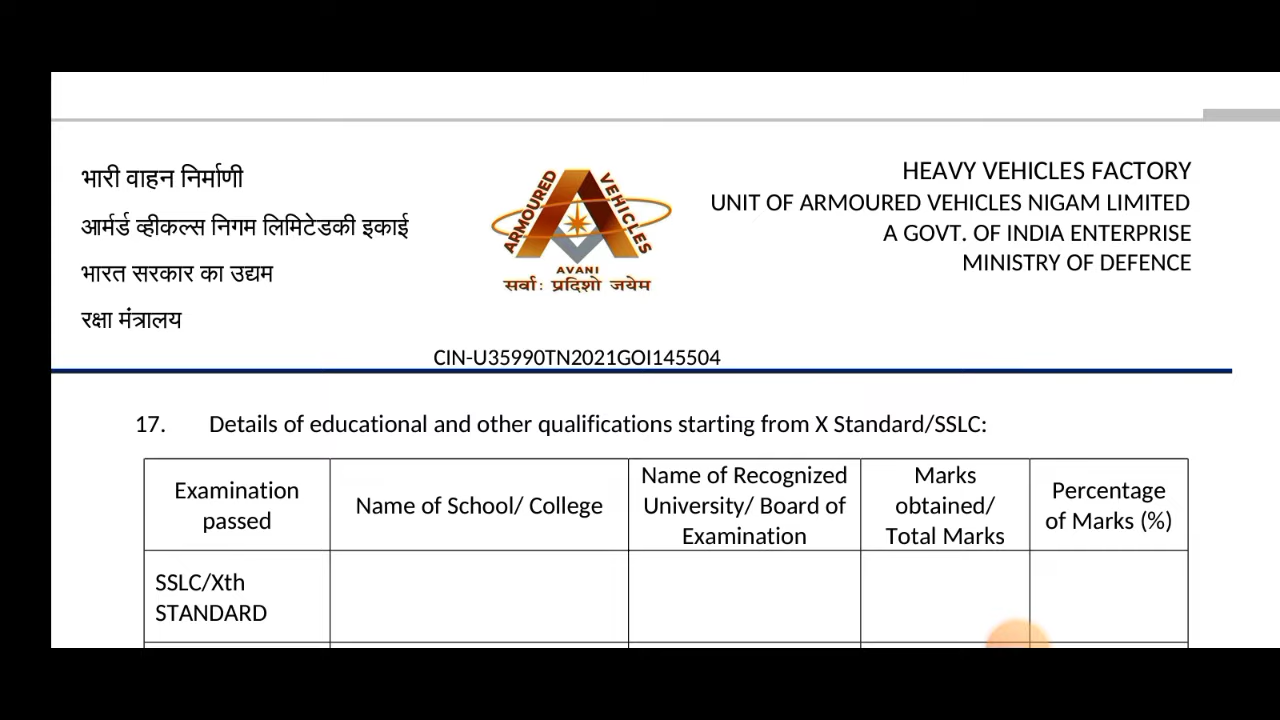 भारी वाहन निर्माणी
आर्मर्ड व्हीकल्स निगम लिमिटेडकी इकाई
भारत सरकार का उद्यम
रक्षा मंत्रालय
ARMOURED VEHICLES
AVANI
सर्वाः प्रदिशो जयेम
HEAVY VEHICLES FACTORY
UNIT OF ARMOURED VEHICLES NIGAM LIMITED
A GOVT. OF INDIA ENTERPRISE
MINISTRY OF DEFENCE
CIN-U35990TN2021GOI145504
17. Details of educational and other qualifications starting from X Standard/SSLC:
Examination
passed
Name of School/ College
Name of Recognized
University/ Board of
Examination
Marks
obtained/
Total Marks
Percentage
of Marks (%)
SSLC/Xth
STANDARD